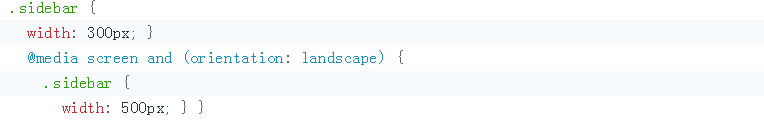 .sidebar {
width: 300px; }
@media screen and (orientation: landscape) {
.sidebar {
width: 500px; } }